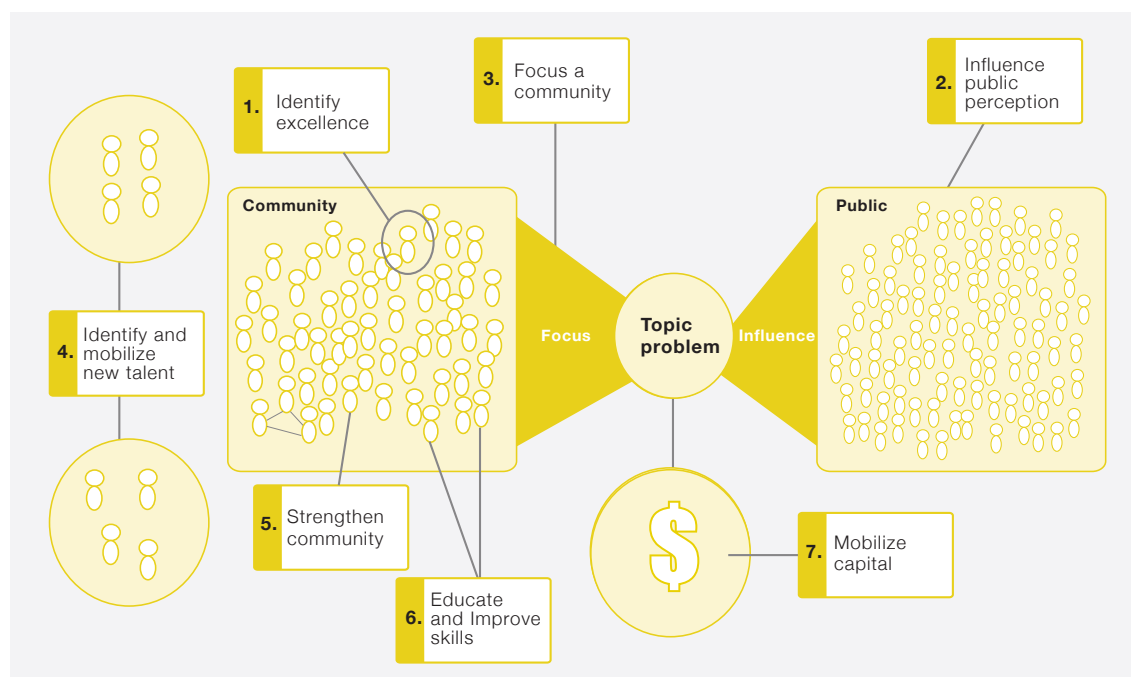 3. Focus a
community
2. Influence
public
perception
1. Identify
excellence
Community
Public
4. Identify and
mobilize
new talent
Focus
Topic
problem
Influence
5. Strengthen
community
7. Mobilize
capital
6. Educate
and Improve
skills
$